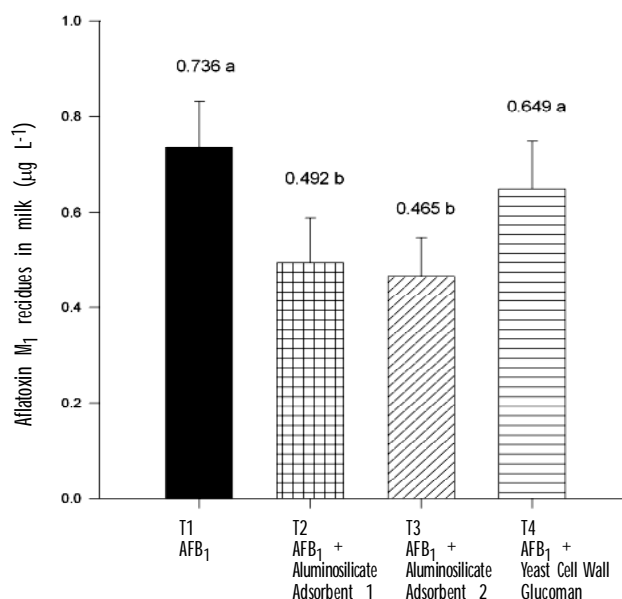 Aflatoxin M₁ recidues in milk (μg L⁻¹)
1.0
0.8
0.6
0.4
0.2
0.0
0.736 a
0.492 b
0.465 b
0.649 a
T1
AFB₁
T2
AFB₁ +
Aluminosilicate
Adsorbent 1
T3
AFB₁ +
Aluminosilicate
Adsorbent 2
T4
AFB₁ +
Yeast Cell Wall
Glucoman